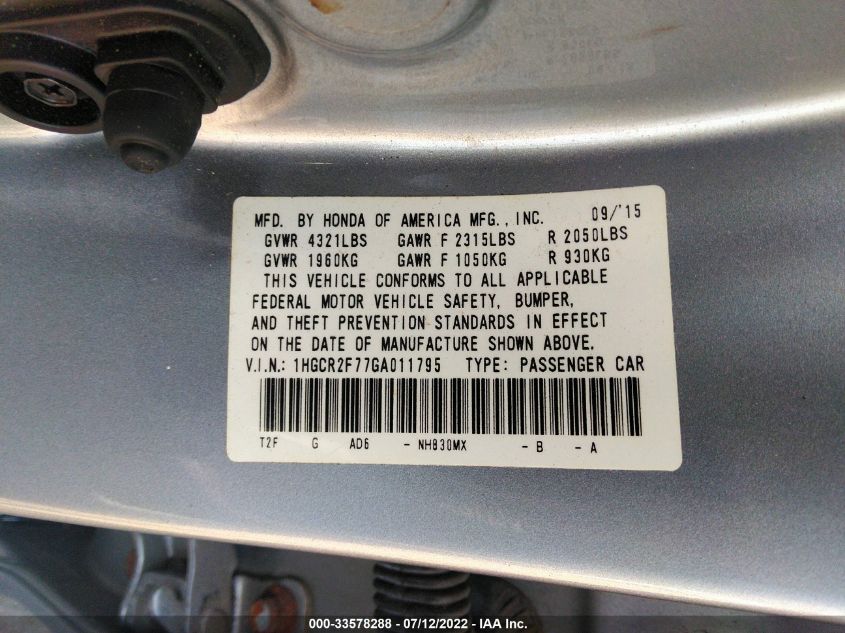 MFD. BY HONDA OF AMERICA MFG., INC. 09/'15
GVWR 4321LBS GAWR F 2315LBS R 2050LBS
GVWR 1960KG GAWR F 1050KG R 930KG
THIS VEHICLE CONFORMS TO ALL APPLICABLE
FEDERAL MOTOR VEHICLE SAFETY, BUMPER,
AND THEFT PREVENTION STANDARDS IN EFFECT
ON THE DATE OF MANUFACTURE SHOWN ABOVE.
V.I.N.: 1HGCR2F77GA011795 TYPE: PASSENGER CAR
T2F G AD6 - NH830MX - B - A
000-33578288 - 07/12/2022 - IAA Inc.